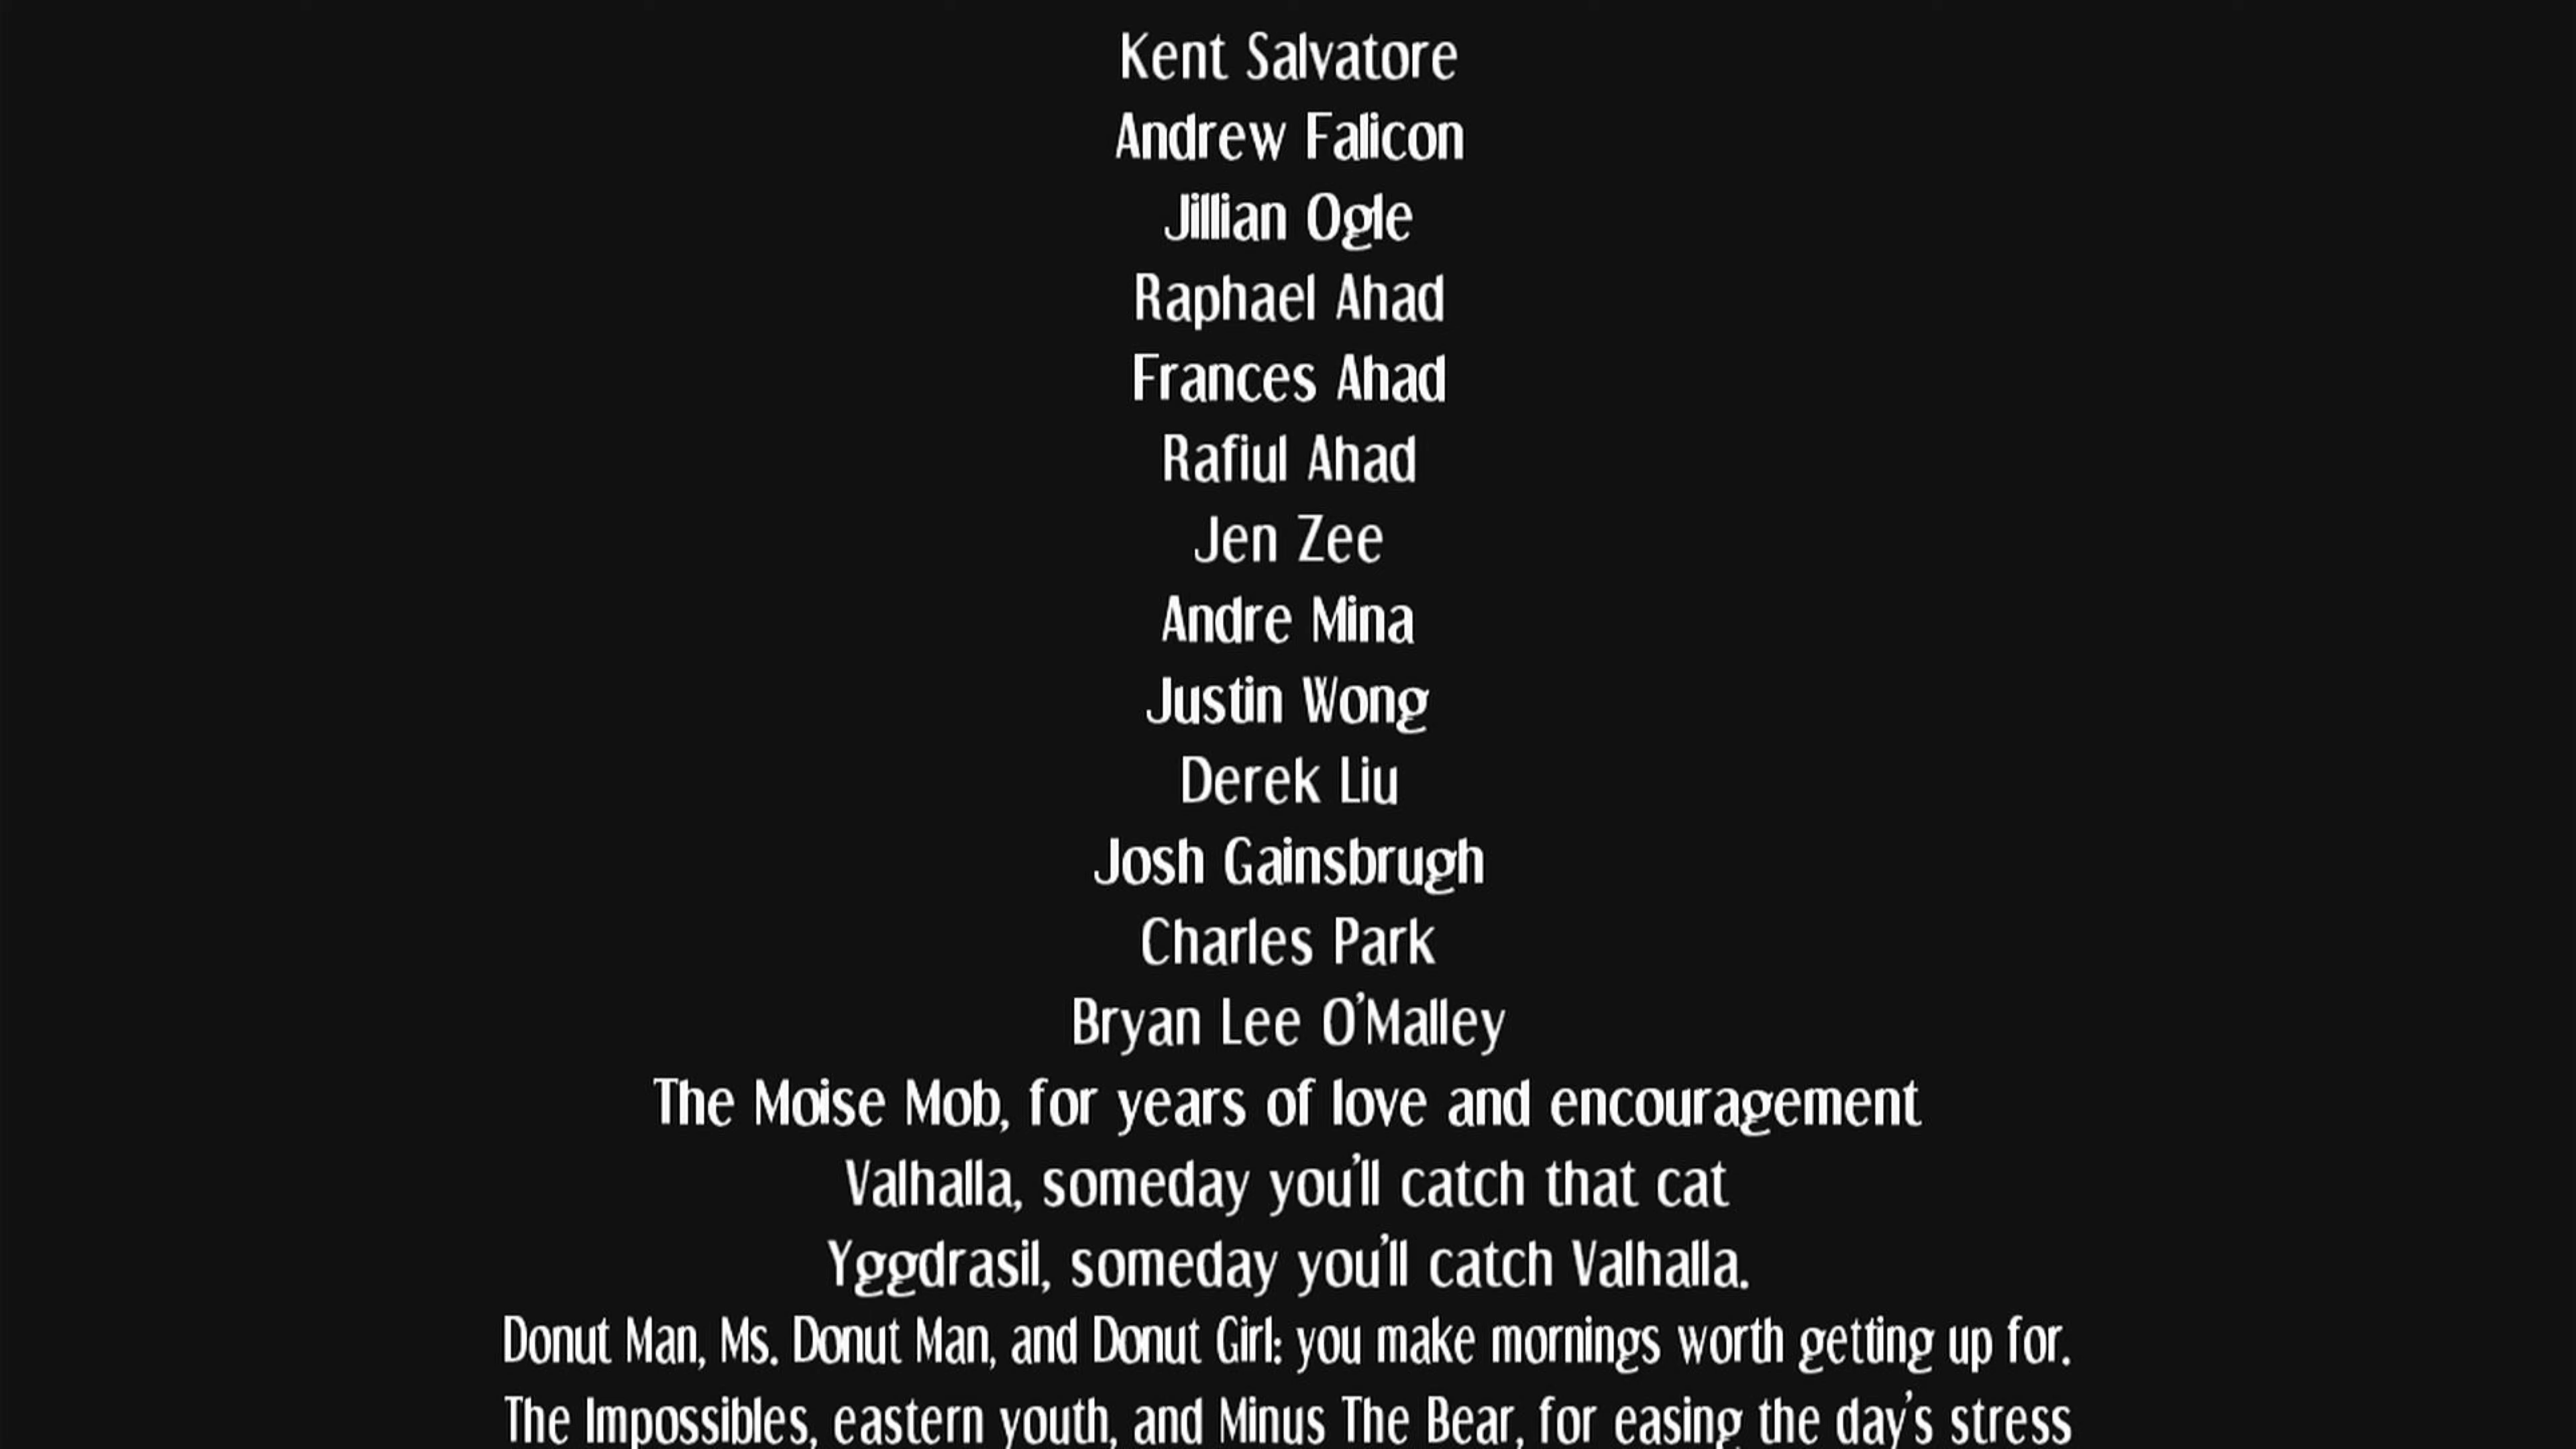 Kent Salvatore
Andrew Falicon
Jillian Ogle
Raphael Ahad
Frances Ahad
Rafiul Ahad
Jen Zee
Andre Mina
Justin Wong
Derek Liu
Josh Gainsbrugh
Charles Park
Bryan Lee O'Malley
The Moise Mob, for years of love and encouragement
Valhalla, someday you'll catch that cat
Yggdrasil, someday you'll catch Valhalla.
Donut Man, Ms. Donut Man, and Donut Girl: you make mornings worth getting up for.
The Impossibles, eastern youth, and Minus The Bear, for easing the day's stress